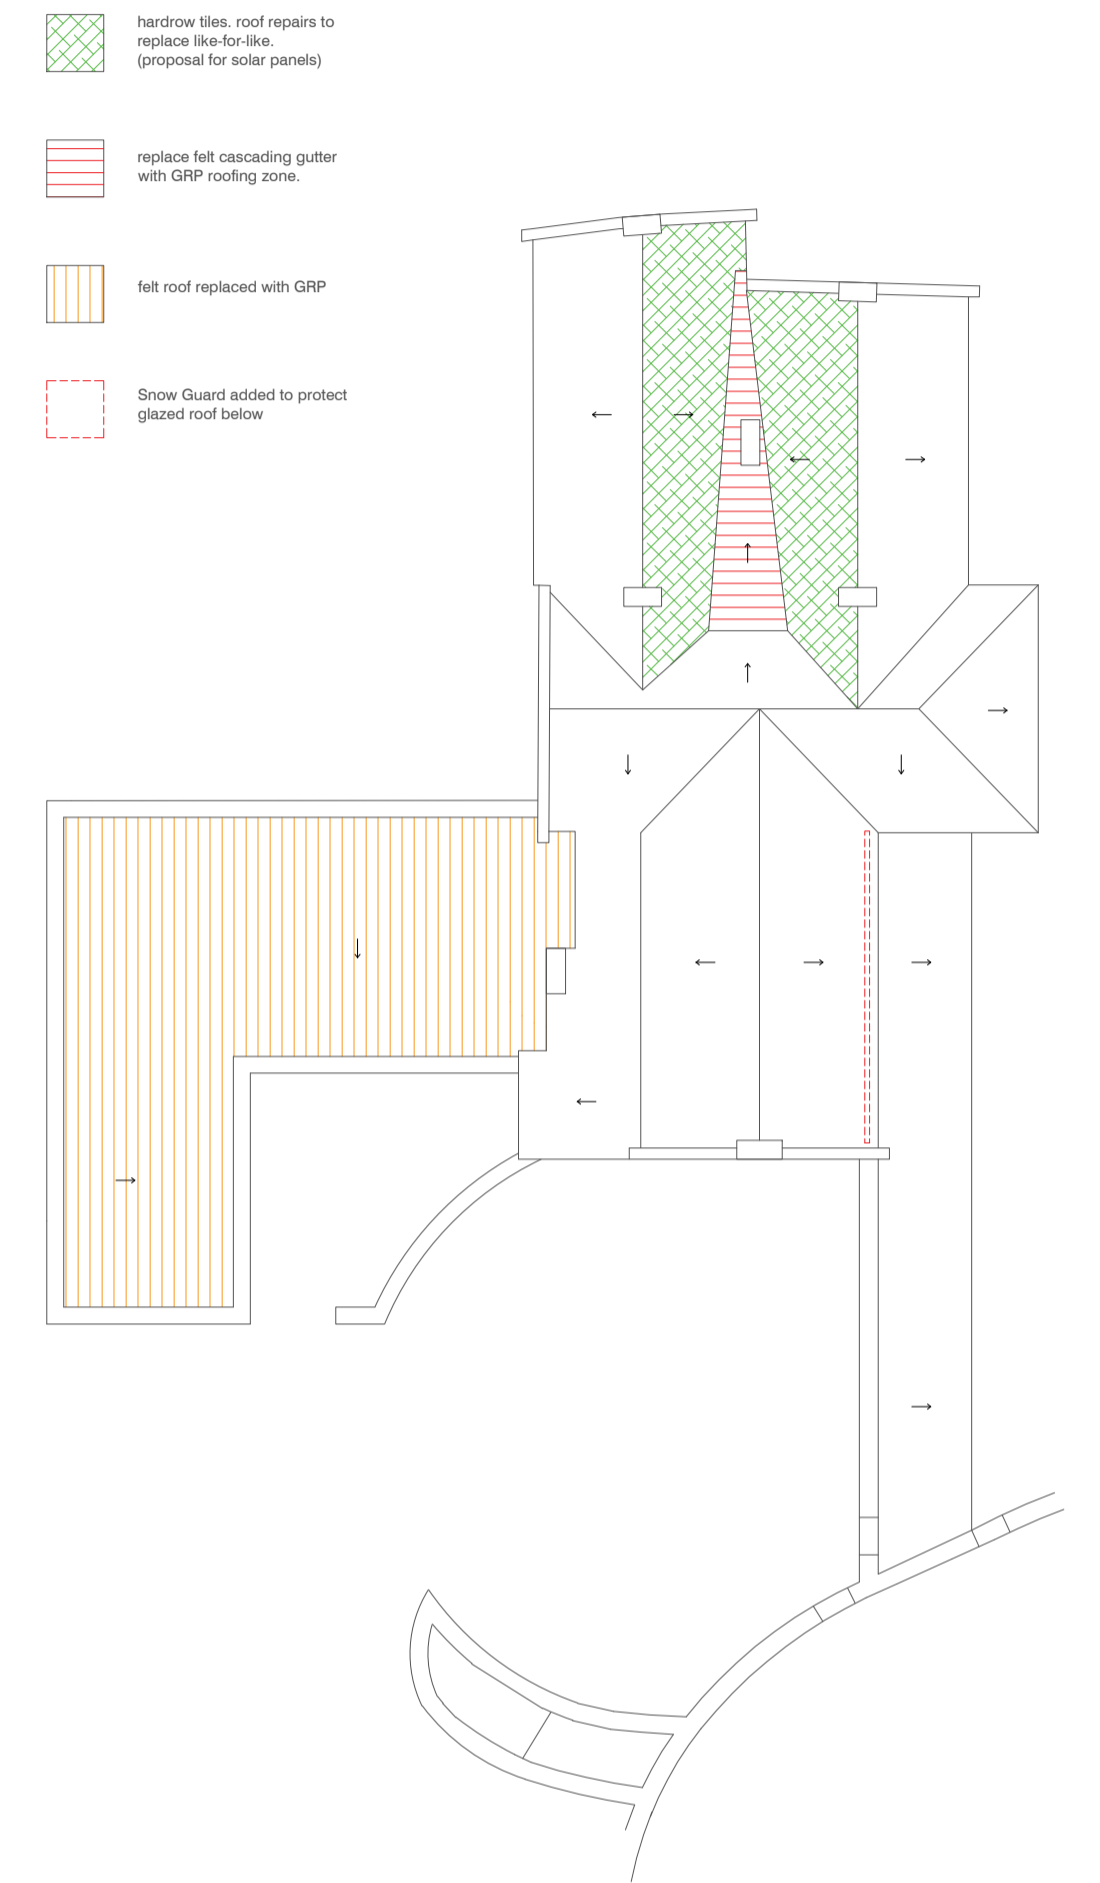 hardrow tiles. roof repairs to
replace like-for-like.
(proposal for solar panels)
replace felt cascading gutter
with GRP roofing zone.
felt roof replaced with GRP
Snow Guard added to protect
glazed roof below